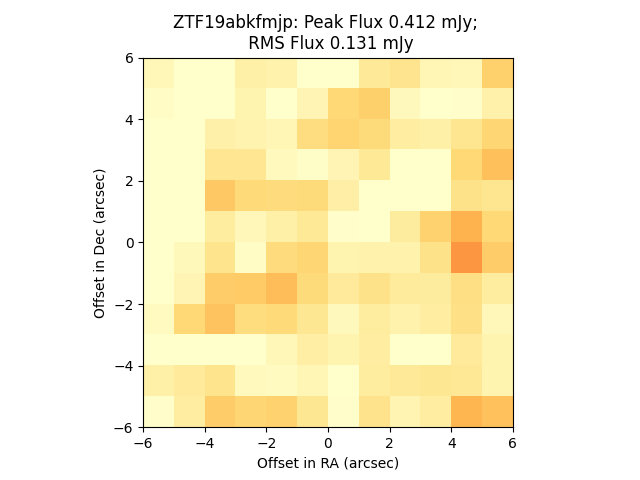 ZTF19abkfmjp: Peak Flux 0.412 mJy;
RMS Flux 0.131 mJy
6
4
2
0
−2
−4
−6
Offset in Dec (arcsec)
−6 −4 −2 0 2 4 6
Offset in RA (arcsec)